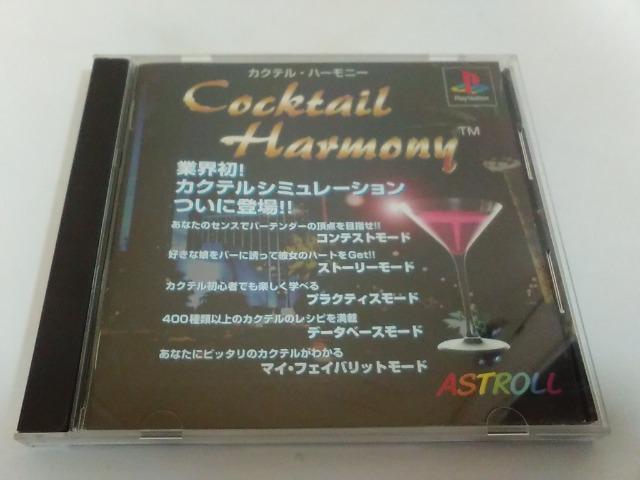 カクテル・ハーモニー
Cocktail
Harmony™
PlayStation
業界初!
カクテルシミュレーション
ついに登場!!
あなたのセンスでバーテンダーの頂点を目指せ!!
コンテストモード
好きな娘をバーに誘って彼女のハートをGet!!
ストーリーモード
カクテル初心者でも楽しく学べる
プラクティスモード
400種類以上のカクテルのレシピを満載
データベースモード
あなたにピッタリのカクテルがわかる
マイ・フェイバリットモード
ASTROLL